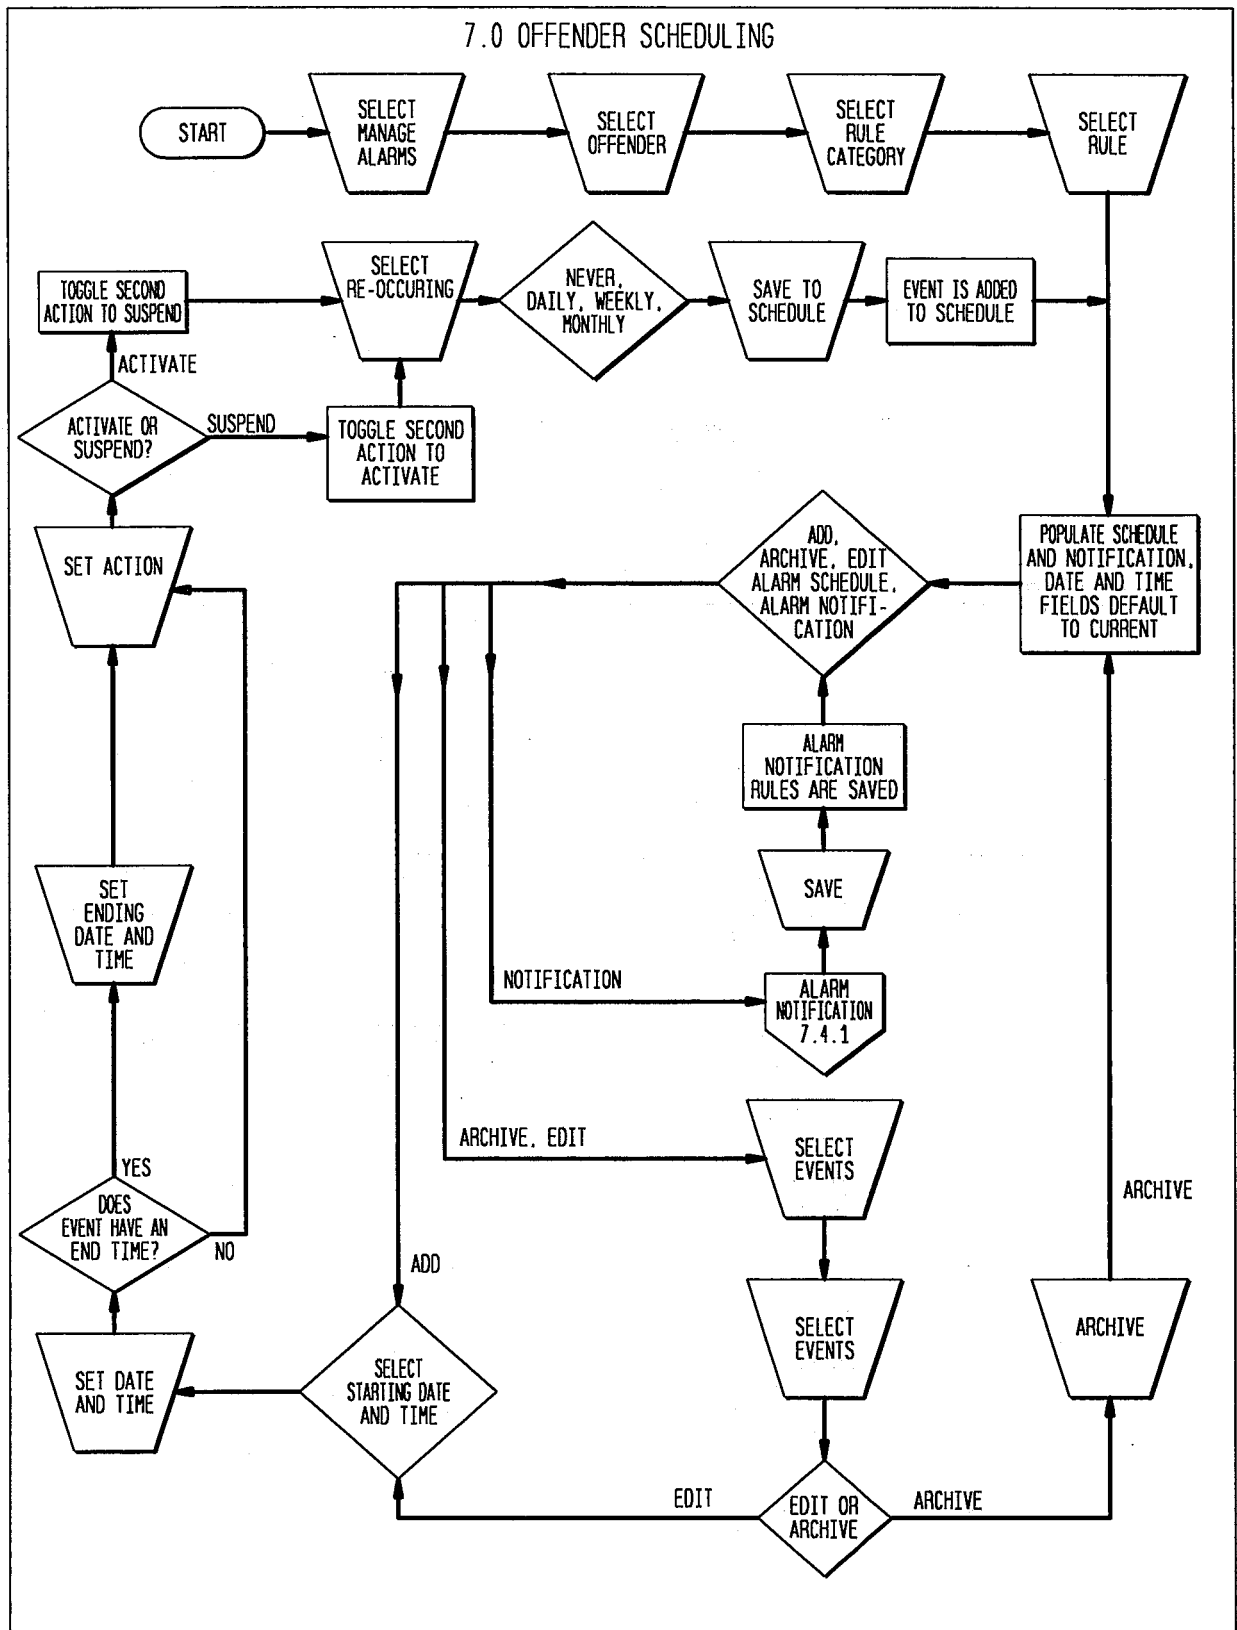 7.0 OFFENDER SCHEDULING
START
SELECT
MANAGE
ALARMS
SELECT
OFFENDER
SELECT
RULE
CATEGORY
SELECT
RULE
TOGGLE SECOND
ACTION TO SUSPEND
SELECT
RE-OCCURING
NEVER,
DAILY, WEEKLY,
MONTHLY
SAVE TO
SCHEDULE
EVENT IS ADDED
TO SCHEDULE
ACTIVATE
ACTIVATE OR
SUSPEND?
SUSPEND
TOGGLE SECOND
ACTION TO
ACTIVATE
SET ACTION
ADD,
ARCHIVE, EDIT
ALARM SCHEDULE,
ALARM NOTIFI-
CATION
POPULATE SCHEDULE
AND NOTIFICATION,
DATE AND TIME
FIELDS DEFAULT
TO CURRENT
ALARM
NOTIFICATION
RULES ARE SAVED
SAVE
SET
ENDING
DATE AND
TIME
NOTIFICATION
ALARM
NOTIFICATION
7.4.1
ARCHIVE, EDIT
SELECT
EVENTS
YES
DOES
EVENT HAVE AN
END TIME?
NO
ARCHIVE
ADD
SELECT
EVENTS
ARCHIVE
SET DATE
AND TIME
SELECT
STARTING DATE
AND TIME
EDIT
EDIT OR
ARCHIVE
ARCHIVE